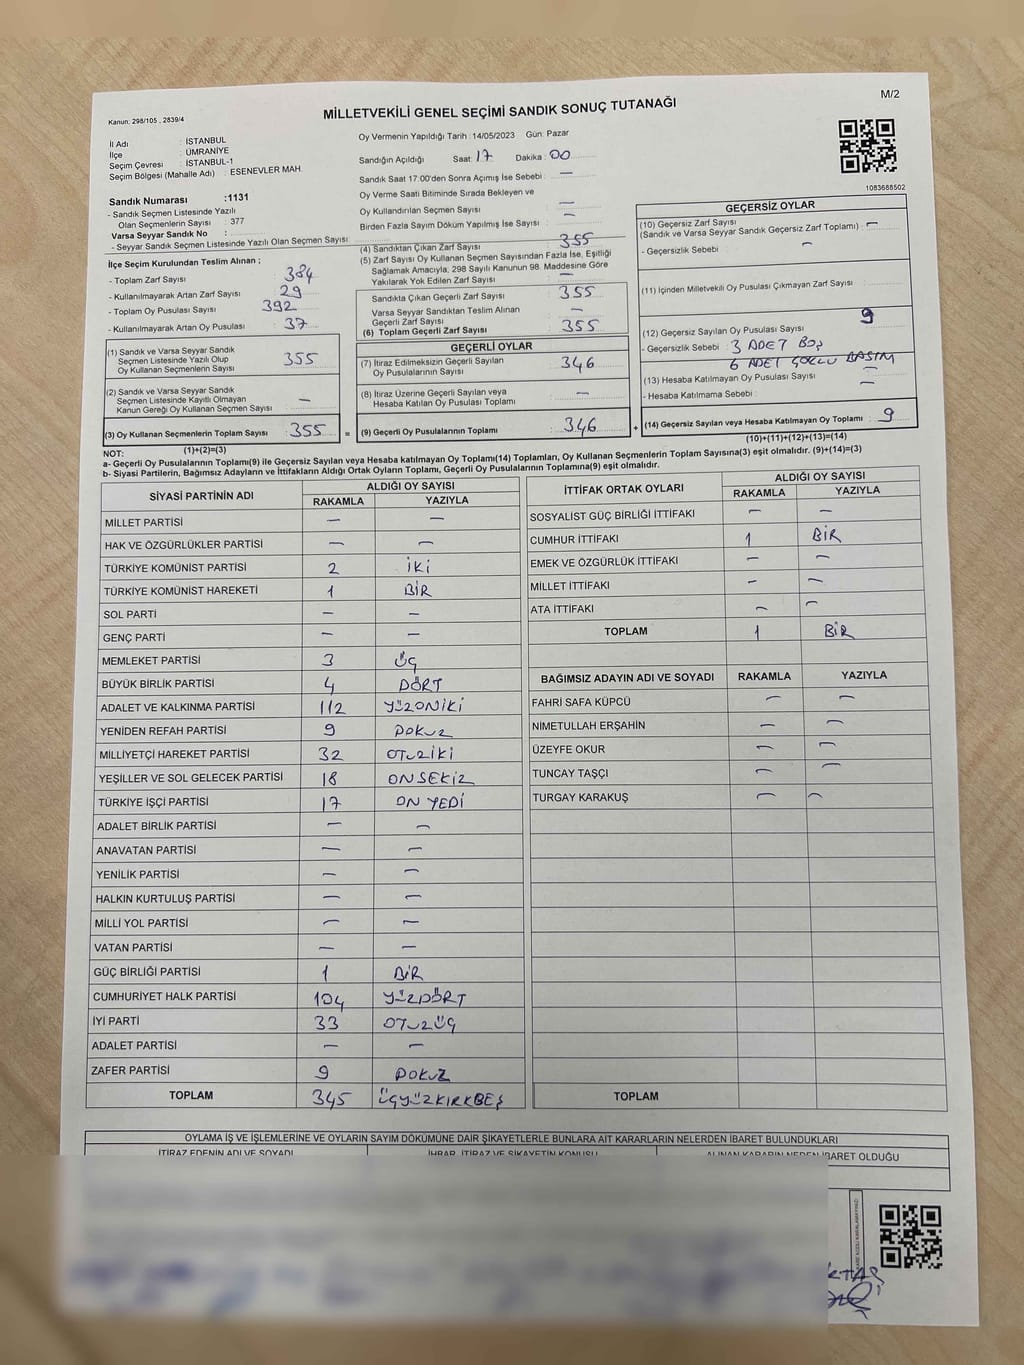 M/2
MİLLETVEKİLİ GENEL SEÇİMİ SANDIK SONUÇ TUTANAĞI
Kanun: 298/105 , 2839/4
İl Adı : İSTANBUL
İlçe : ÜMRANİYE
Seçim Çevresi : İSTANBUL-1
Seçim Bölgesi (Mahalle Adı) : ESENEVLER MAH.
Sandık Numarası :1131
- Sandık Seçmen Listesinde Yazılı
Olan Seçmenlerin Sayısı : 377
Varsa Seyyar Sandık No :
- Seyyar Sandık Seçmen Listesinde Yazılı Olan Seçmen Sayısı:
Oy Vermenin Yapıldığı Tarih :14/05/2023 Gün: Pazar
Sandığın Açıldığı Saat: 17 Dakika : 00
Sandık Saat 17:00'den Sonra Açımış İse Sebebi : —
Oy Verme Saati Bitiminde Sırada Bekleyen ve
Oy Kullandırılan Seçmen Sayısı : —
Birden Fazla Sayım Döküm Yapılmış İse Sayısı : —
1083688502
İlçe Seçim Kurulundan Teslim Alınan ;
- Toplam Zarf Sayısı : 384
- Kullanılmayarak Artan Zarf Sayısı : 29
- Toplam Oy Pusulası Sayısı : 392
- Kullanılmayarak Artan Oy Pusulası : 37
(4) Sandıktan Çıkan Zarf Sayısı : 355
(5) Zarf Sayısı Oy Kullanan Seçmen Sayısından Fazla İse, Eşitliği
Sağlamak Amacıyla, 298 Sayılı Kanunun 98. Maddesine Göre
Yakılarak Yok Edilen Zarf Sayısı : —
Sandıkta Çıkan Geçerli Zarf Sayısı : 355
Varsa Seyyar Sandıktan Teslim Alınan
Geçerli Zarf Sayısı : —
(6) Toplam Geçerli Zarf Sayısı : 355
GEÇERSİZ OYLAR
(10) Geçersiz Zarf Sayısı
(Sandık ve Varsa Seyyar Sandık Geçersiz Zarf Toplamı) : —
- Geçersizlik Sebebi : —
(11) İçinden Milletvekili Oy Pusulası Çıkmayan Zarf Sayısı :
(12) Geçersiz Sayılan Oy Pusulası Sayısı : 9
- Geçersizlik Sebebi : 3 ADET BOŞ
6 ADET ÇOKLU BASIM
(13) Hesaba Katılmayan Oy Pusulası Sayısı : —
- Hesaba Katılmama Sebebi : —
(14) Geçersiz Sayılan veya Hesaba Katılmayan Oy Toplamı : 9
(10)+(11)+(12)+(13)=(14)
(1) Sandık ve Varsa Seyyar Sandık
Seçmen Listesinde Yazılı Olup
Oy Kullanan Seçmenlerin Sayısı : 355
(2) Sandık ve Varsa Seyyar Sandık
Seçmen Listesinde Kayıtlı Olmayan
Kanun Gereği Oy Kullanan Seçmen Sayısı : —
(3) Oy Kullanan Seçmenlerin Toplam Sayısı : 355 =
(1)+(2)=(3)
GEÇERLİ OYLAR
(7) İtiraz Edilmeksizin Geçerli Sayılan
Oy Pusulalarının Sayısı : 346
(8) İtiraz Üzerine Geçerli Sayılan veya
Hesaba Katılan Oy Pusulası Toplamı : —
(9) Geçerli Oy Pusulalarının Toplamı : 346 +
NOT:
a- Geçerli Oy Pusulalarının Toplamı(9) ile Geçersiz Sayılan veya Hesaba katılmayan Oy Toplamı(14) Toplamları, Oy Kullanan Seçmenlerin Toplam Sayısına(3) eşit olmalıdır. (9)+(14)=(3)
b- Siyasi Partilerin, Bağımsız Adayların ve İttifakların Aldığı Ortak Oyların Toplamı, Geçerli Oy Pusulalarının Toplamına(9) eşit olmalıdır.
SİYASİ PARTİNİN ADI ALDIĞI OY SAYISI
RAKAMLA YAZIYLA
MİLLET PARTİSİ — —
HAK VE ÖZGÜRLÜKLER PARTİSİ — —
TÜRKİYE KOMÜNİST PARTİSİ 2 İKİ
TÜRKİYE KOMÜNİST HAREKETİ 1 BİR
SOL PARTİ — —
GENÇ PARTİ — —
MEMLEKET PARTİSİ 3 ÜÇ
BÜYÜK BİRLİK PARTİSİ 4 DÖRT
ADALET VE KALKINMA PARTİSİ 112 YÜZONİKİ
YENİDEN REFAH PARTİSİ 9 DOKUZ
MİLLİYETÇİ HAREKET PARTİSİ 32 OTUZİKİ
YEŞİLLER VE SOL GELECEK PARTİSİ 18 ONSEKİZ
TÜRKİYE İŞÇİ PARTİSİ 17 ON YEDİ
ADALET BİRLİK PARTİSİ — —
ANAVATAN PARTİSİ — —
YENİLİK PARTİSİ — —
HALKIN KURTULUŞ PARTİSİ — —
MİLLİ YOL PARTİSİ — —
VATAN PARTİSİ — —
GÜÇ BİRLİĞİ PARTİSİ 1 BİR
CUMHURİYET HALK PARTİSİ 104 YÜZDÖRT
İYİ PARTİ 33 OTUZÜÇ
ADALET PARTİSİ — —
ZAFER PARTİSİ 9 DOKUZ
TOPLAM 345 ÜÇYÜZKIRKBEŞ
İTTİFAK ORTAK OYLARI ALDIĞI OY SAYISI
RAKAMLA YAZIYLA
SOSYALİST GÜÇ BİRLİĞİ İTTİFAKI — —
CUMHUR İTTİFAKI 1 BİR
EMEK VE ÖZGÜRLÜK İTTİFAKI — —
MİLLET İTTİFAKI — —
ATA İTTİFAKI — —
TOPLAM 1 BİR
BAĞIMSIZ ADAYIN ADI VE SOYADI RAKAMLA YAZIYLA
FAHRİ SAFA KÜPCÜ — —
NİMETULLAH ERŞAHİN — —
ÜZEYFE OKUR — —
TUNCAY TAŞÇI — —
TURGAY KARAKUŞ — —
TOPLAM
OYLAMA İŞ VE İŞLEMLERİNE VE OYLARIN SAYIM DÖKÜMÜNE DAİR ŞİKAYETLERLE BUNLARA AİT KARARLARIN NELERDEN İBARET BULUNDUKLARI
İTİRAZ EDENİN ADI VE SOYADI İHBAR, İTİRAZ VE ŞİKAYETİN KONUSU ALINAN KARARIN NEDEN İBARET OLDUĞU
KTAŞ